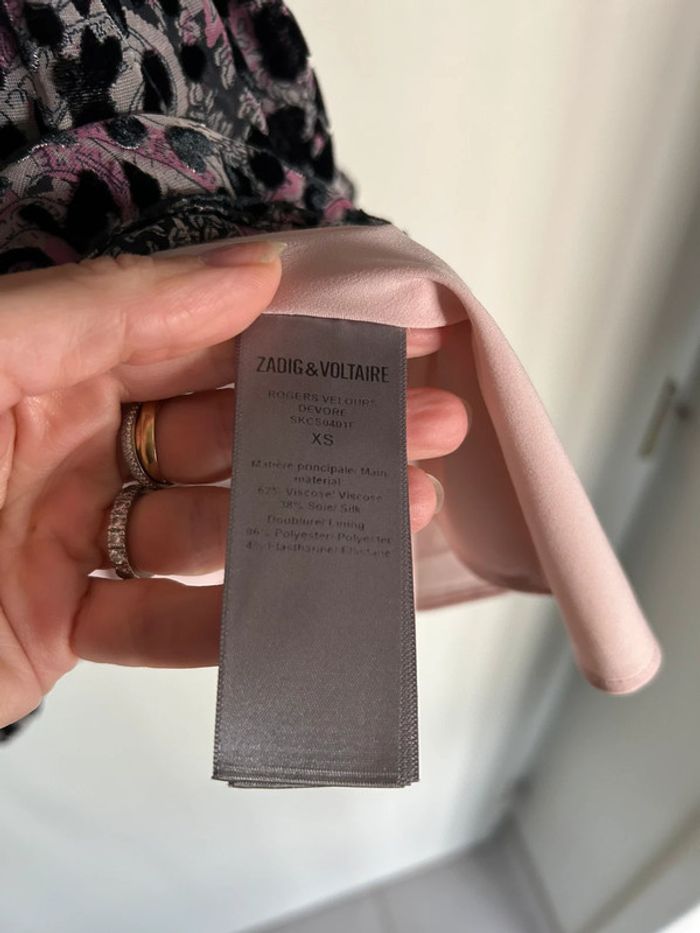 ZADIG&VOLTAIRE
ROGERS VELOURS
DEVORE
SKCS0401F
XS
Matière principale/ Main
material
62% Viscose/ Viscose
38% Soie/ Silk
Doublure/ Lining
96% Polyester/ Polyester
4% Elasthanne/ Elastane